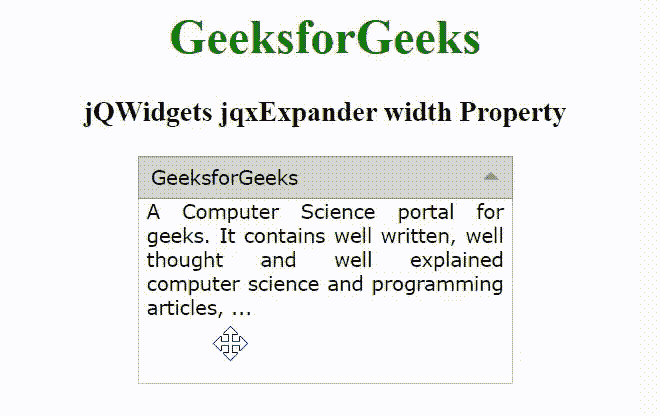 GeeksforGeeks
jQWidgets jqxExpander width Property
GeeksforGeeks
A Computer Science portal for
geeks. It contains well written, well
thought and well explained
computer science and programming
articles, ...